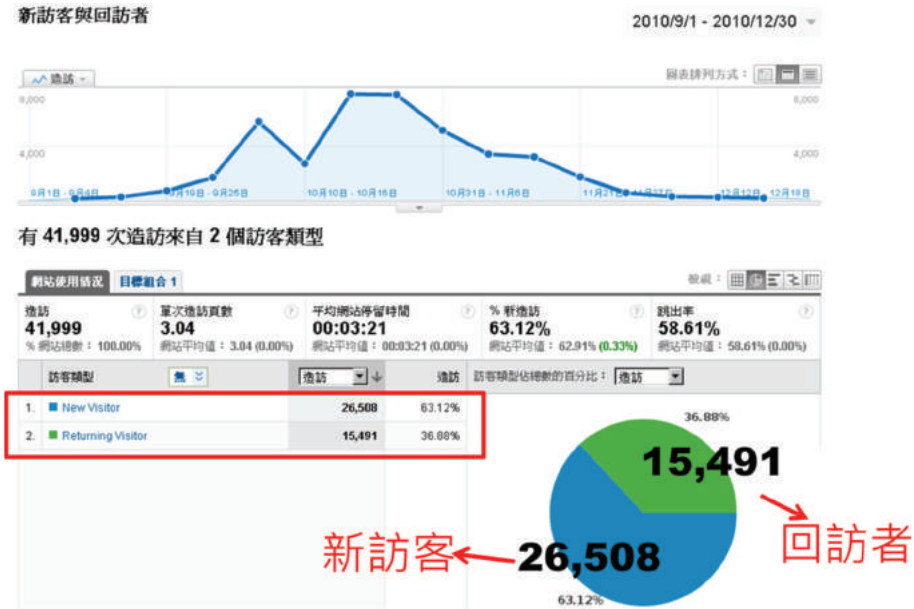 新訪客與回訪者
2010/9/1 - 2010/12/30
造訪
圖表排列方式：
8,000 8,000
4,000 4,000
9月1日 - 9月4日 9月19日 - 9月25日 10月10日 - 10月16日 10月31日 - 11月6日 11月21日 - 11月27日 12月12日 - 12月18日
有 41,999 次造訪來自 2 個訪客類型
網站使用情況 目標組合 1
檢視：
造訪 單次造訪頁數 平均網站停留時間 % 新造訪 跳出率
41,999 3.04 00:03:21 63.12% 58.61%
% 網站總數：100.00% 網站平均值：3.04 (0.00%) 網站平均值：00:03:21 (0.00%) 網站平均值：62.91% (0.33%) 網站平均值：58.61% (0.00%)
訪客類型 無 造訪 造訪 訪客類型佔總數的百分比：造訪
1. New Visitor 26,508 63.12%
2. Returning Visitor 15,491 36.88%
36.88%
15,491
回訪者
新訪客
26,508
63.12%